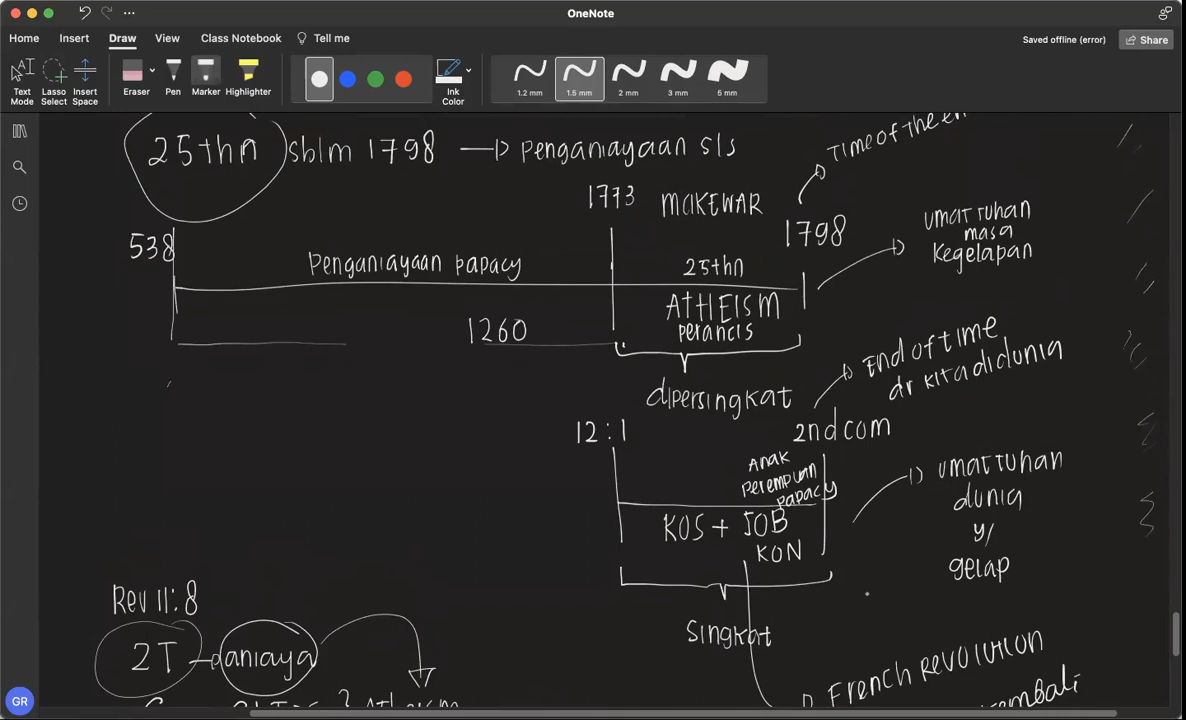 OneNote
Home Insert Draw View Class Notebook Tell me
Saved offline (error) Share
Text Mode
Lasso Select
Insert Space
Eraser
Pen
Marker
Highlighter
Ink Color
1.2 mm
1.5 mm
2 mm
3 mm
5 mm
25thn sblm 1798 penganiayaan sls
Time of the en
1773 MCKEWAR
538
1798
umat tuhan
masa
kegelapan
penganiayaan papacy
25thn
ATHEISM
perancis
1260
dipersingkat
End of time
dr kita di dunia
12:1
2nd com
Anak
perempuan
papacy
KOS + JOB
KON
umat tuhan
dunia
y/
gelap
singkat
Rev 11:8
2T aniaya
French REVOLUTION
embali
GR